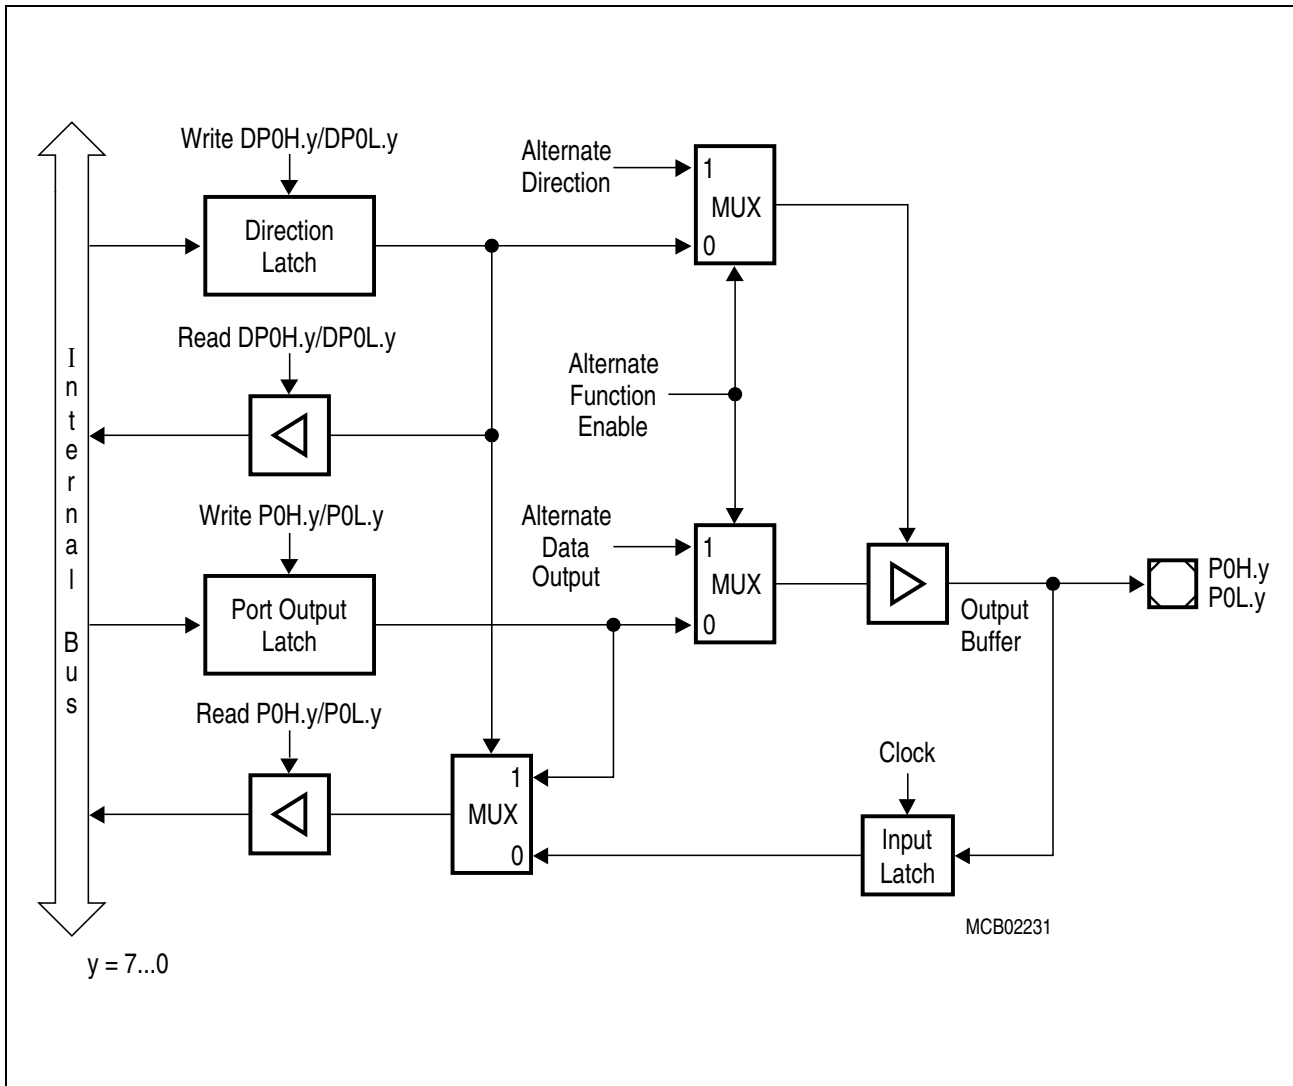 Write DP0H.y/DP0L.y
Alternate
Direction
1
MUX
0
Direction
Latch
Read DP0H.y/DP0L.y
Internal Bus
Alternate
Function
Enable
Write P0H.y/P0L.y
Alternate
Data
Output
1
MUX
0
Port Output
Latch
Output
Buffer
P0H.y
P0L.y
Read P0H.y/P0L.y
1
MUX
0
Clock
Input
Latch
MCB02231
y = 7...0